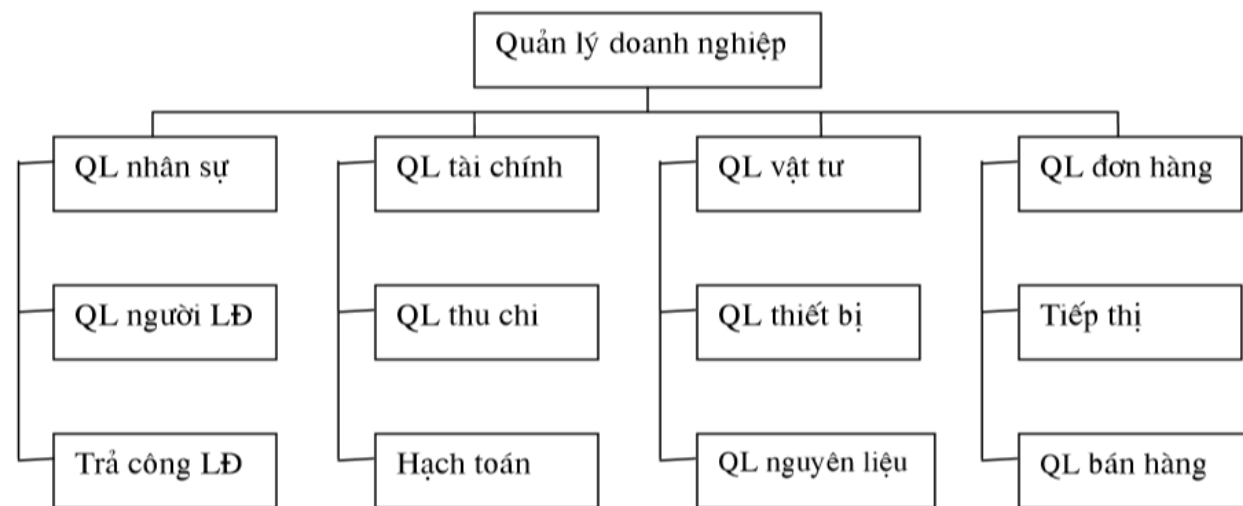 Quản lý doanh nghiệp
QL nhân sự
QL tài chính
QL vật tư
QL đơn hàng
QL người LĐ
QL thu chi
QL thiết bị
Tiếp thị
Trả công LĐ
Hạch toán
QL nguyên liệu
QL bán hàng